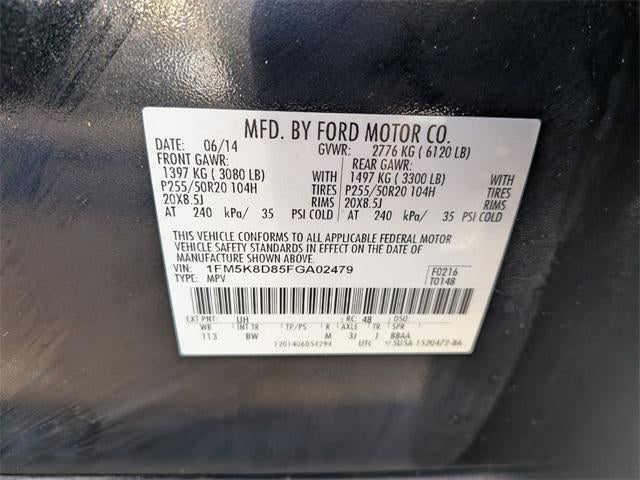 MFD. BY FORD MOTOR CO.
DATE: 06/14 GVWR: 2776 KG ( 6120 LB)
FRONT GAWR: REAR GAWR:
1397 KG ( 3080 LB) 1497 KG ( 3300 LB) WITH
P255/50R20 104H TIRES P255/50R20 104H TIRES
20X8.5J RIMS 20X8.5J RIMS
AT 240 kPa/ 35 PSI COLD AT 240 kPa/ 35 PSI COLD
THIS VEHICLE CONFORMS TO ALL APPLICABLE FEDERAL MOTOR
VEHICLE SAFETY STANDARDS IN EFFECT ON THE DATE OF
MANUFACTURE SHOWN ABOVE.
VIN: 1FM5K8D85FGA02479 F0216
TYPE: MPV T0148
EXT PNT: UH RC: 48 DSO:
WB INT TR TP/PS R AXLE TR SPR
113 BW M 3J J BBAA
1201406054294 UTC